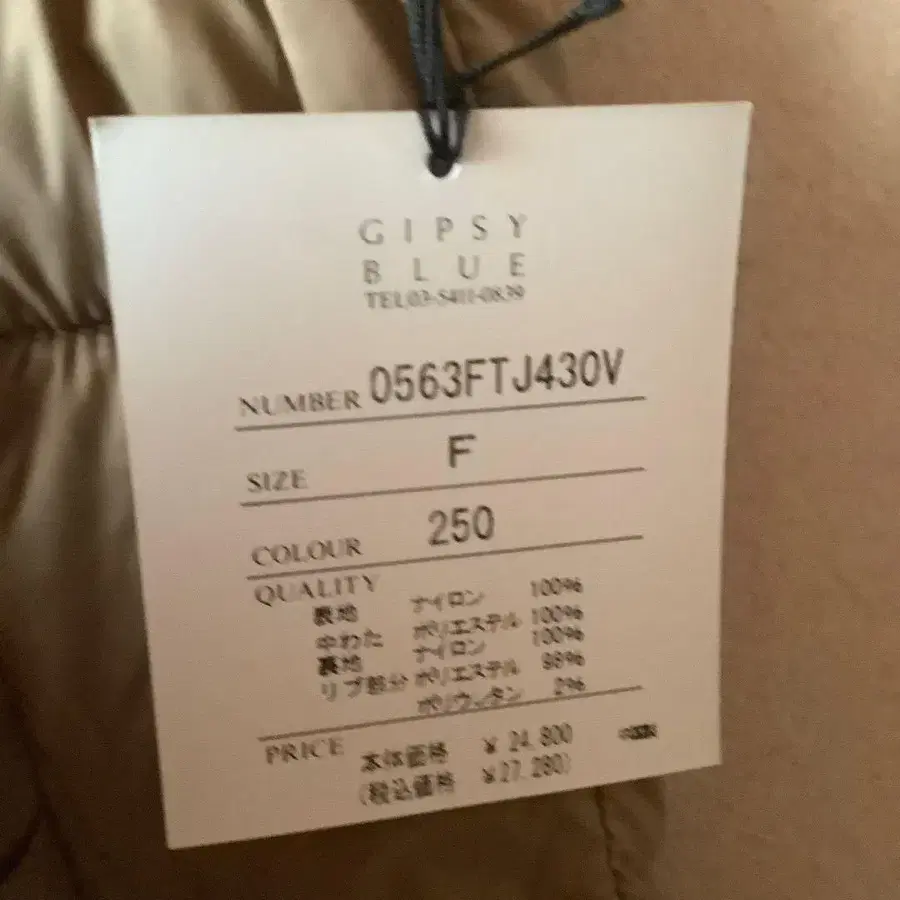 GIPSY
BLUE
TEL03-5411-0839
NUMBER 0563FTJ430V
SIZE F
COLOUR 250
QUALITY
表地 ナイロン 100%
中わた ポリエステル 100%
裏地 ナイロン 100%
リブ部分 ポリエステル 98%
ポリウレタン 2%
PRICE 本体価格 ¥24,800
(税込価格 ¥27,280)